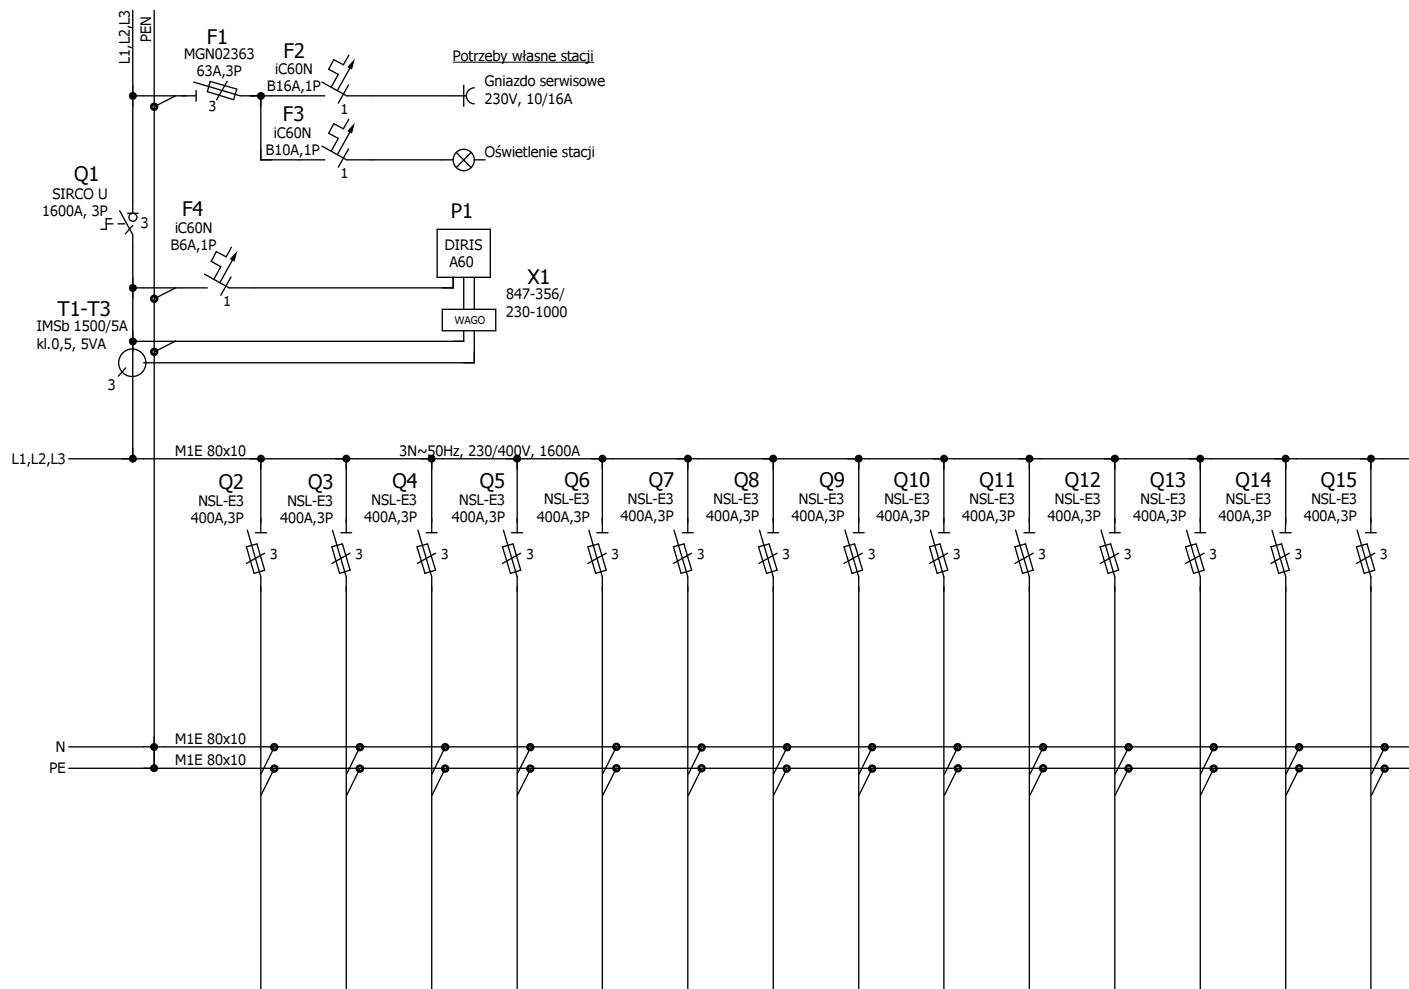 L1,L2,L3
PEN
F1
MGN02363
63A,3P
3
F2
iC60N
B16A,1P
1
Potrzeby własne stacji
Gniazdo serwisowe
230V, 10/16A
F3
iC60N
B10A,1P
1
Oświetlenie stacji
Q1
SIRCO U
1600A, 3P
3
F4
iC60N
B6A,1P
1
P1
DIRIS
A60
X1
847-356/
230-1000
WAGO
T1-T3
IMSb 1500/5A
kl.0,5, 5VA
3
L1,L2,L3
M1E 80x10
3N~50Hz, 230/400V, 1600A
Q2
NSL-E3
400A,3P
3
Q3
NSL-E3
400A,3P
3
Q4
NSL-E3
400A,3P
3
Q5
NSL-E3
400A,3P
3
Q6
NSL-E3
400A,3P
3
Q7
NSL-E3
400A,3P
3
Q8
NSL-E3
400A,3P
3
Q9
NSL-E3
400A,3P
3
Q10
NSL-E3
400A,3P
3
Q11
NSL-E3
400A,3P
3
Q12
NSL-E3
400A,3P
3
Q13
NSL-E3
400A,3P
3
Q14
NSL-E3
400A,3P
3
Q15
NSL-E3
400A,3P
3
N
M1E 80x10
PE
M1E 80x10